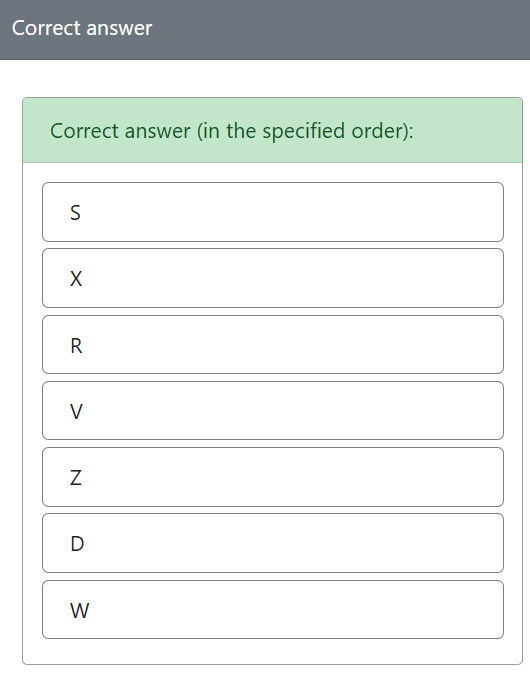 Correct answer
Correct answer (in the specified order):
S
X
R
V
Z
D
W